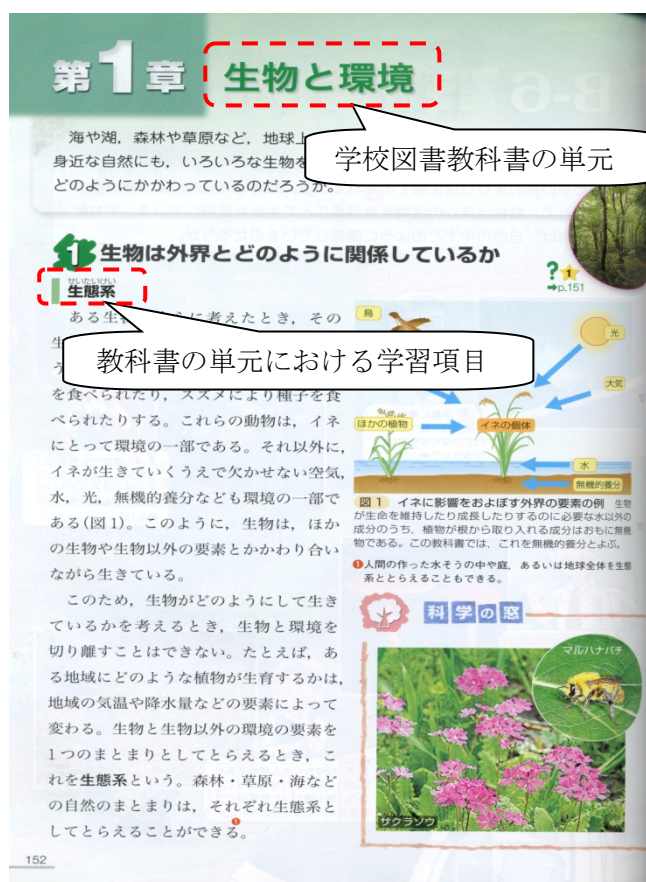 第1章 生物と環境
海や湖，森林や草原など，地球上
身近な自然にも，いろいろな生物を
どのようにかかわっているのだろうか。
学校図書教科書の単元
1 生物は外界とどのように関係しているか
?1
➡p.151
せいたいけい
生態系
ある生
に考えたとき，その
教科書の単元における学習項目
を食べられたり，スズメにより種子を食
べられたりする。これらの動物は，イネ
にとって環境の一部である。それ以外に，
イネが生きていくうえで欠かせない空気，
水，光，無機的養分なども環境の一部で
ある(図1)。このように，生物は，ほか
の生物や生物以外の要素とかかわり合い
ながら生きている。
このため，生物がどのようにして生き
ているかを考えるとき，生物と環境を
切り離すことはできない。たとえば，あ
る地域にどのような植物が生育するかは，
地域の気温や降水量などの要素によって
変わる。生物と生物以外の環境の要素を
1つのまとまりとしてとらえるとき，こ
れを生態系という。森林・草原・海など
の自然のまとまりは，それぞれ生態系と
してとらえることができる。❶
鳥
光
大気
ほかの植物
イネの個体
水
無機的養分
図1 イネに影響をおよぼす外界の要素の例 生物
が生命を維持したり成長したりするのに必要な水以外の
成分のうち，植物が根から取り入れる成分はおもに無機
物である。この教科書では，これを無機的養分とよぶ。
❶人間の作った水そうの中や庭，あるいは地球全体を生態
系ととらえることもできる。
科学の窓
マルハナバチ
サクラソウ
152